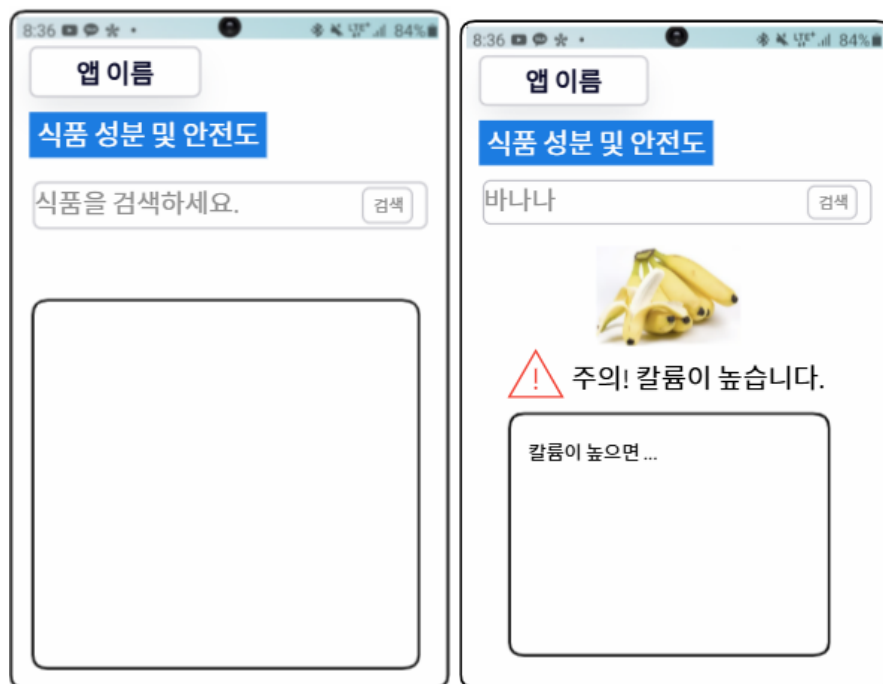 8:36
84%
앱 이름
식품 성분 및 안전도
식품을 검색하세요.
검색
8:36
84%
앱 이름
식품 성분 및 안전도
바나나
검색
! 주의! 칼륨이 높습니다.
칼륨이 높으면 ...